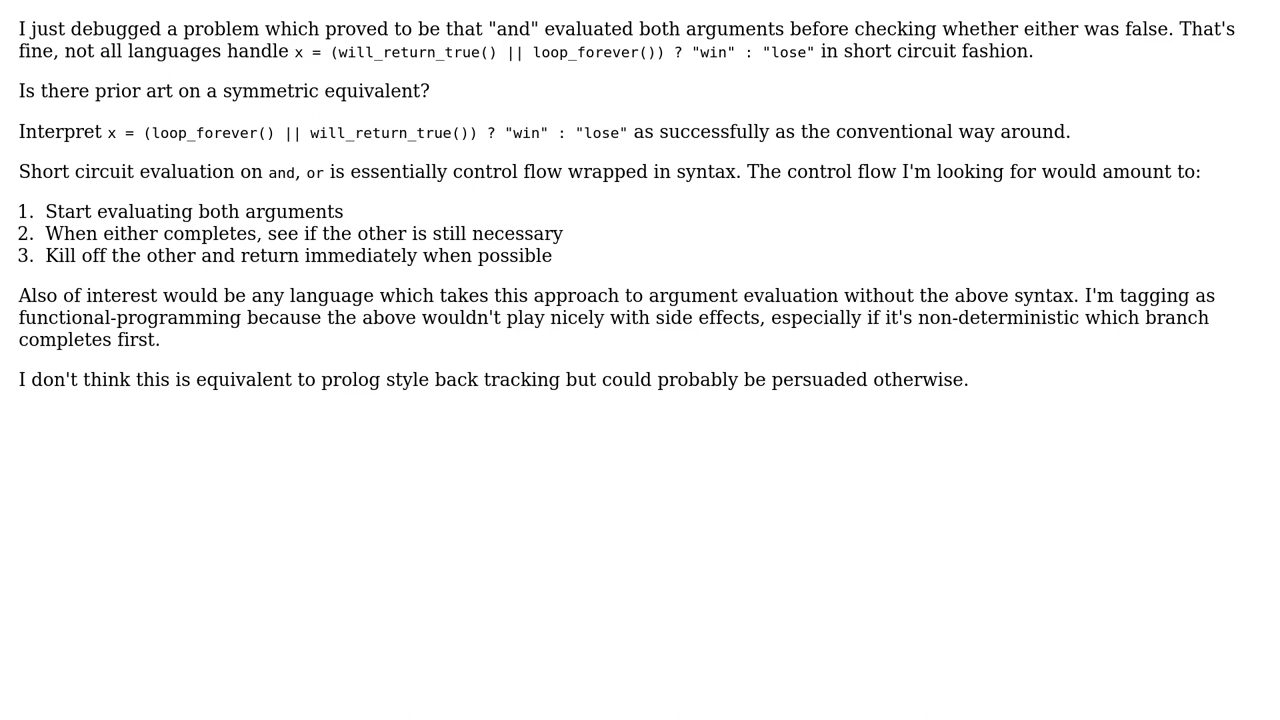 I just debugged a problem which proved to be that "and" evaluated both arguments before checking whether either was false. That's
fine, not all languages handle x = (will_return_true() || loop_forever()) ? "win" : "lose" in short circuit fashion.
Is there prior art on a symmetric equivalent?
Interpret x = (loop_forever() || will_return_true()) ? "win" : "lose" as successfully as the conventional way around.
Short circuit evaluation on and, or is essentially control flow wrapped in syntax. The control flow I'm looking for would amount to:
1. Start evaluating both arguments
2. When either completes, see if the other is still necessary
3. Kill off the other and return immediately when possible
Also of interest would be any language which takes this approach to argument evaluation without the above syntax. I'm tagging as
functional-programming because the above wouldn't play nicely with side effects, especially if it's non-deterministic which branch
completes first.
I don't think this is equivalent to prolog style back tracking but could probably be persuaded otherwise.